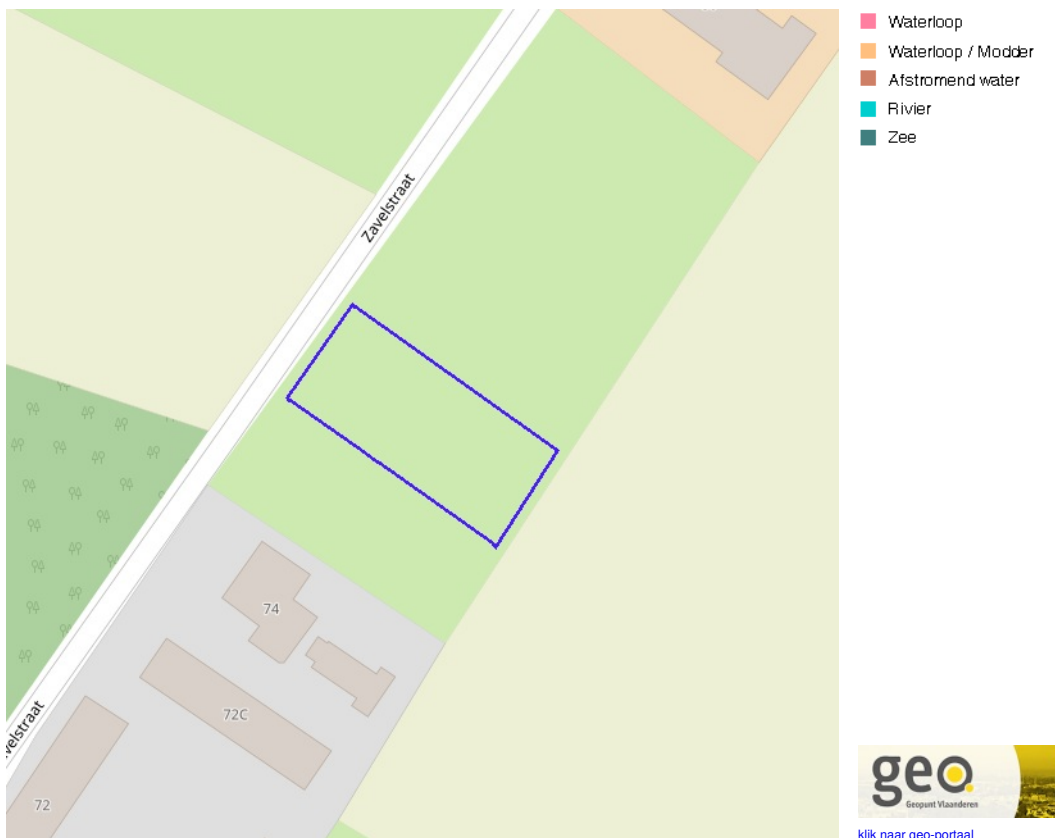 Waterloop
Waterloop / Modder
Afstromend water
Rivier
Zee
Zavelstraat
74
72C
velstraat
72
geo.
Geopunt Vlaanderen
klik naar geo-portaal